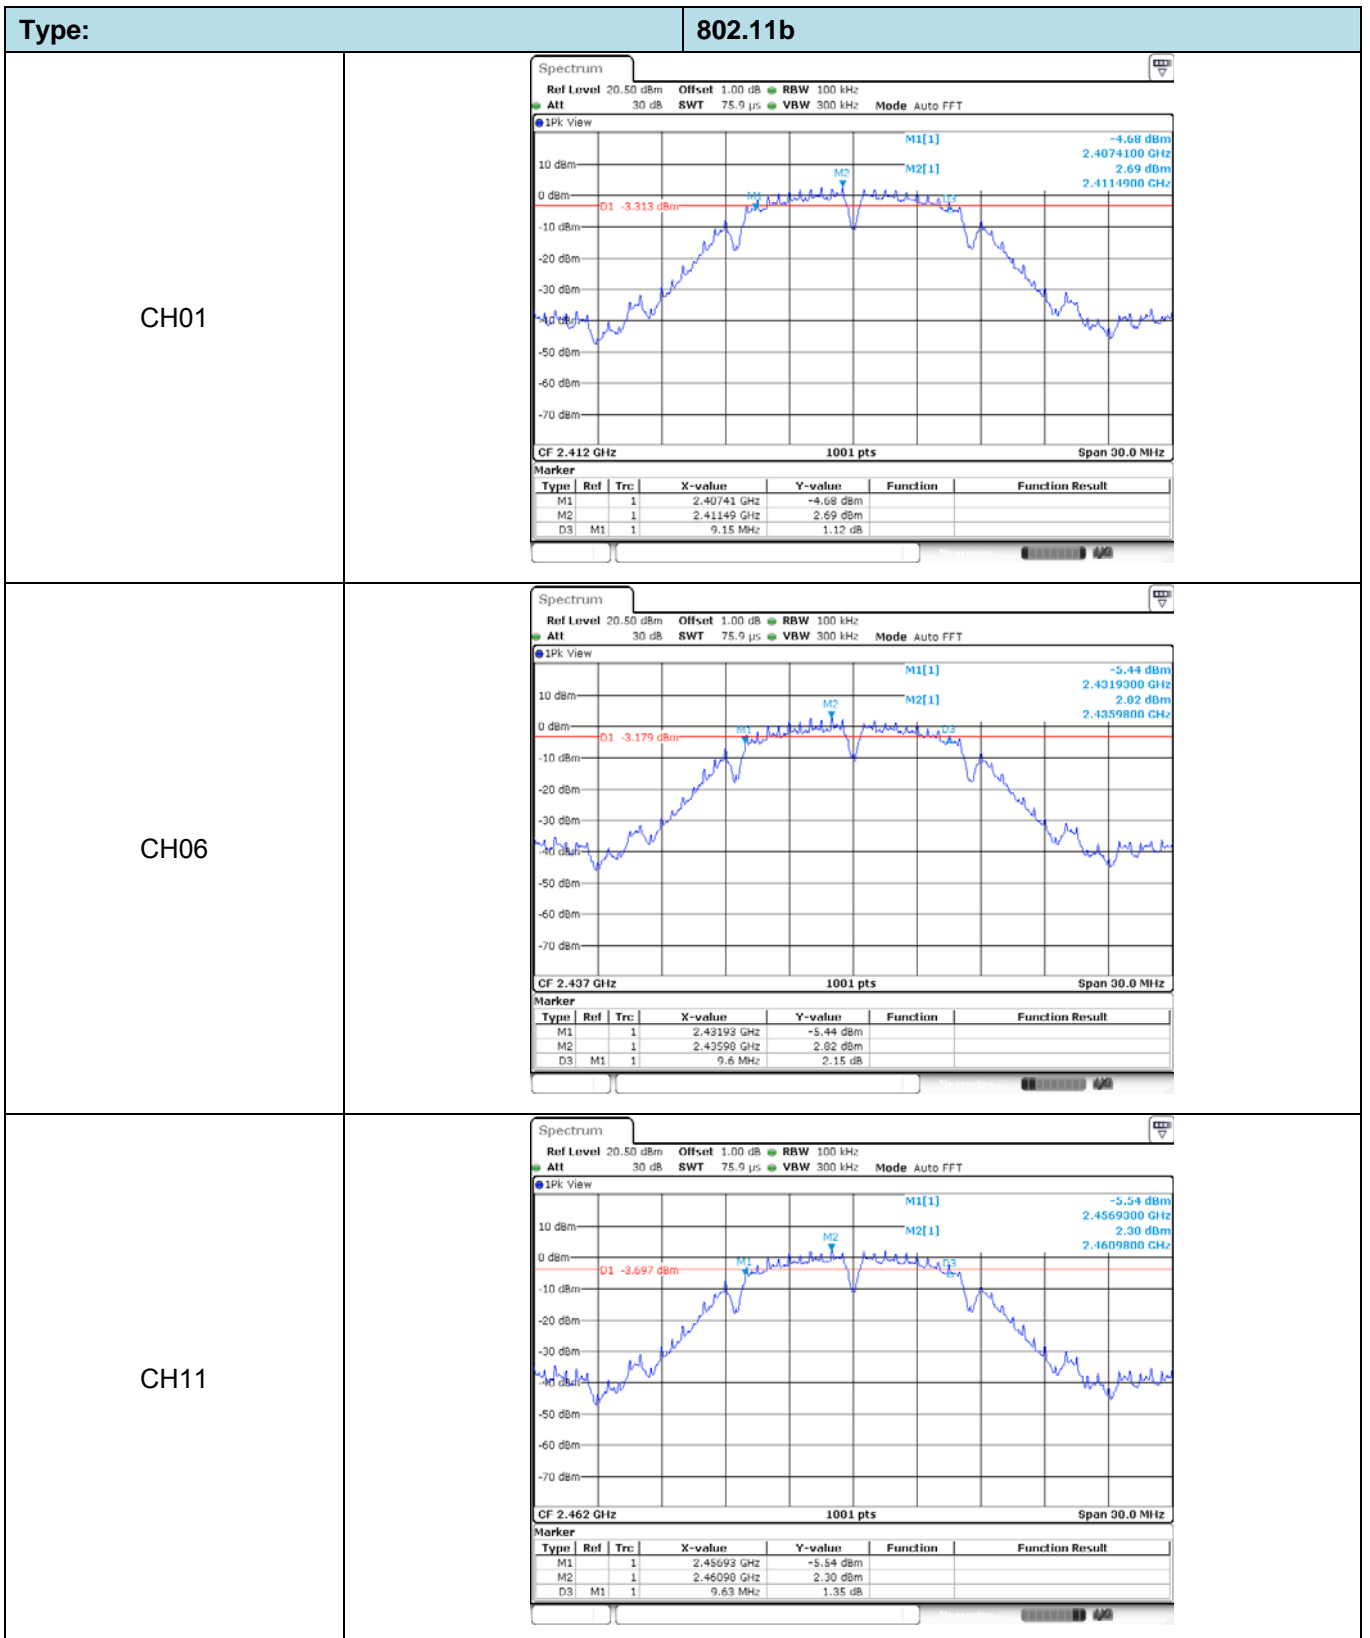 Type: 802.11b
CH01
Spectrum
Ref Level 20.50 dBm Offset 1.00 dB RBW 100 kHz
Att 30 dB SWT 75.9 µs VBW 300 kHz Mode Auto FFT
1Pk View
M1[1] -4.68 dBm
2.4074100 GHz
10 dBm
M2[1] 2.69 dBm
2.4114900 GHz
M2
0 dBm
M1
D3
D1 -3.313 dBm
-10 dBm
-20 dBm
-30 dBm
-40 dBm
-50 dBm
-60 dBm
-70 dBm
CF 2.412 GHz 1001 pts Span 30.0 MHz
Marker
Type Ref Trc X-value Y-value Function Function Result
M1 1 2.40741 GHz -4.68 dBm
M2 1 2.41149 GHz 2.69 dBm
D3 M1 1 9.15 MHz 1.12 dB
CH06
Spectrum
Ref Level 20.50 dBm Offset 1.00 dB RBW 100 kHz
Att 30 dB SWT 75.9 µs VBW 300 kHz Mode Auto FFT
1Pk View
M1[1] -5.44 dBm
2.4319300 GHz
10 dBm
M2[1] 2.82 dBm
2.4359800 GHz
M2
0 dBm
M1
D3
D1 -3.179 dBm
-10 dBm
-20 dBm
-30 dBm
-40 dBm
-50 dBm
-60 dBm
-70 dBm
CF 2.437 GHz 1001 pts Span 30.0 MHz
Marker
Type Ref Trc X-value Y-value Function Function Result
M1 1 2.43193 GHz -5.44 dBm
M2 1 2.43598 GHz 2.82 dBm
D3 M1 1 9.6 MHz 2.15 dB
CH11
Spectrum
Ref Level 20.50 dBm Offset 1.00 dB RBW 100 kHz
Att 30 dB SWT 75.9 µs VBW 300 kHz Mode Auto FFT
1Pk View
M1[1] -5.54 dBm
2.4569300 GHz
10 dBm
M2[1] 2.30 dBm
2.4609800 GHz
M2
0 dBm
M1
D3
D1 -3.697 dBm
-10 dBm
-20 dBm
-30 dBm
-40 dBm
-50 dBm
-60 dBm
-70 dBm
CF 2.462 GHz 1001 pts Span 30.0 MHz
Marker
Type Ref Trc X-value Y-value Function Function Result
M1 1 2.45693 GHz -5.54 dBm
M2 1 2.46098 GHz 2.30 dBm
D3 M1 1 9.63 MHz 1.35 dB